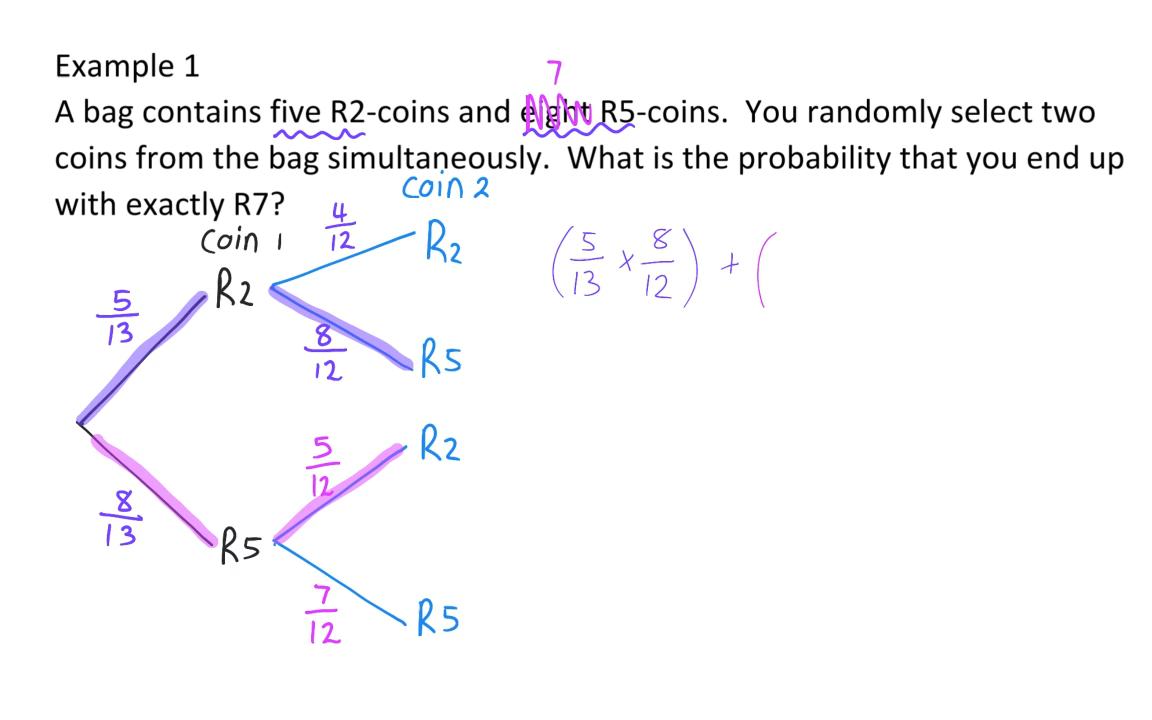 Example 1
7
A bag contains five R2-coins and eight R5-coins. You randomly select two
coins from the bag simultaneously. What is the probability that you end up
with exactly R7?
Coin 2
Coin 1
4/12
R2
(5/13 × 8/12) + (
R2
5/13
8/12
R5
5/12
R2
8/13
R5
7/12
R5